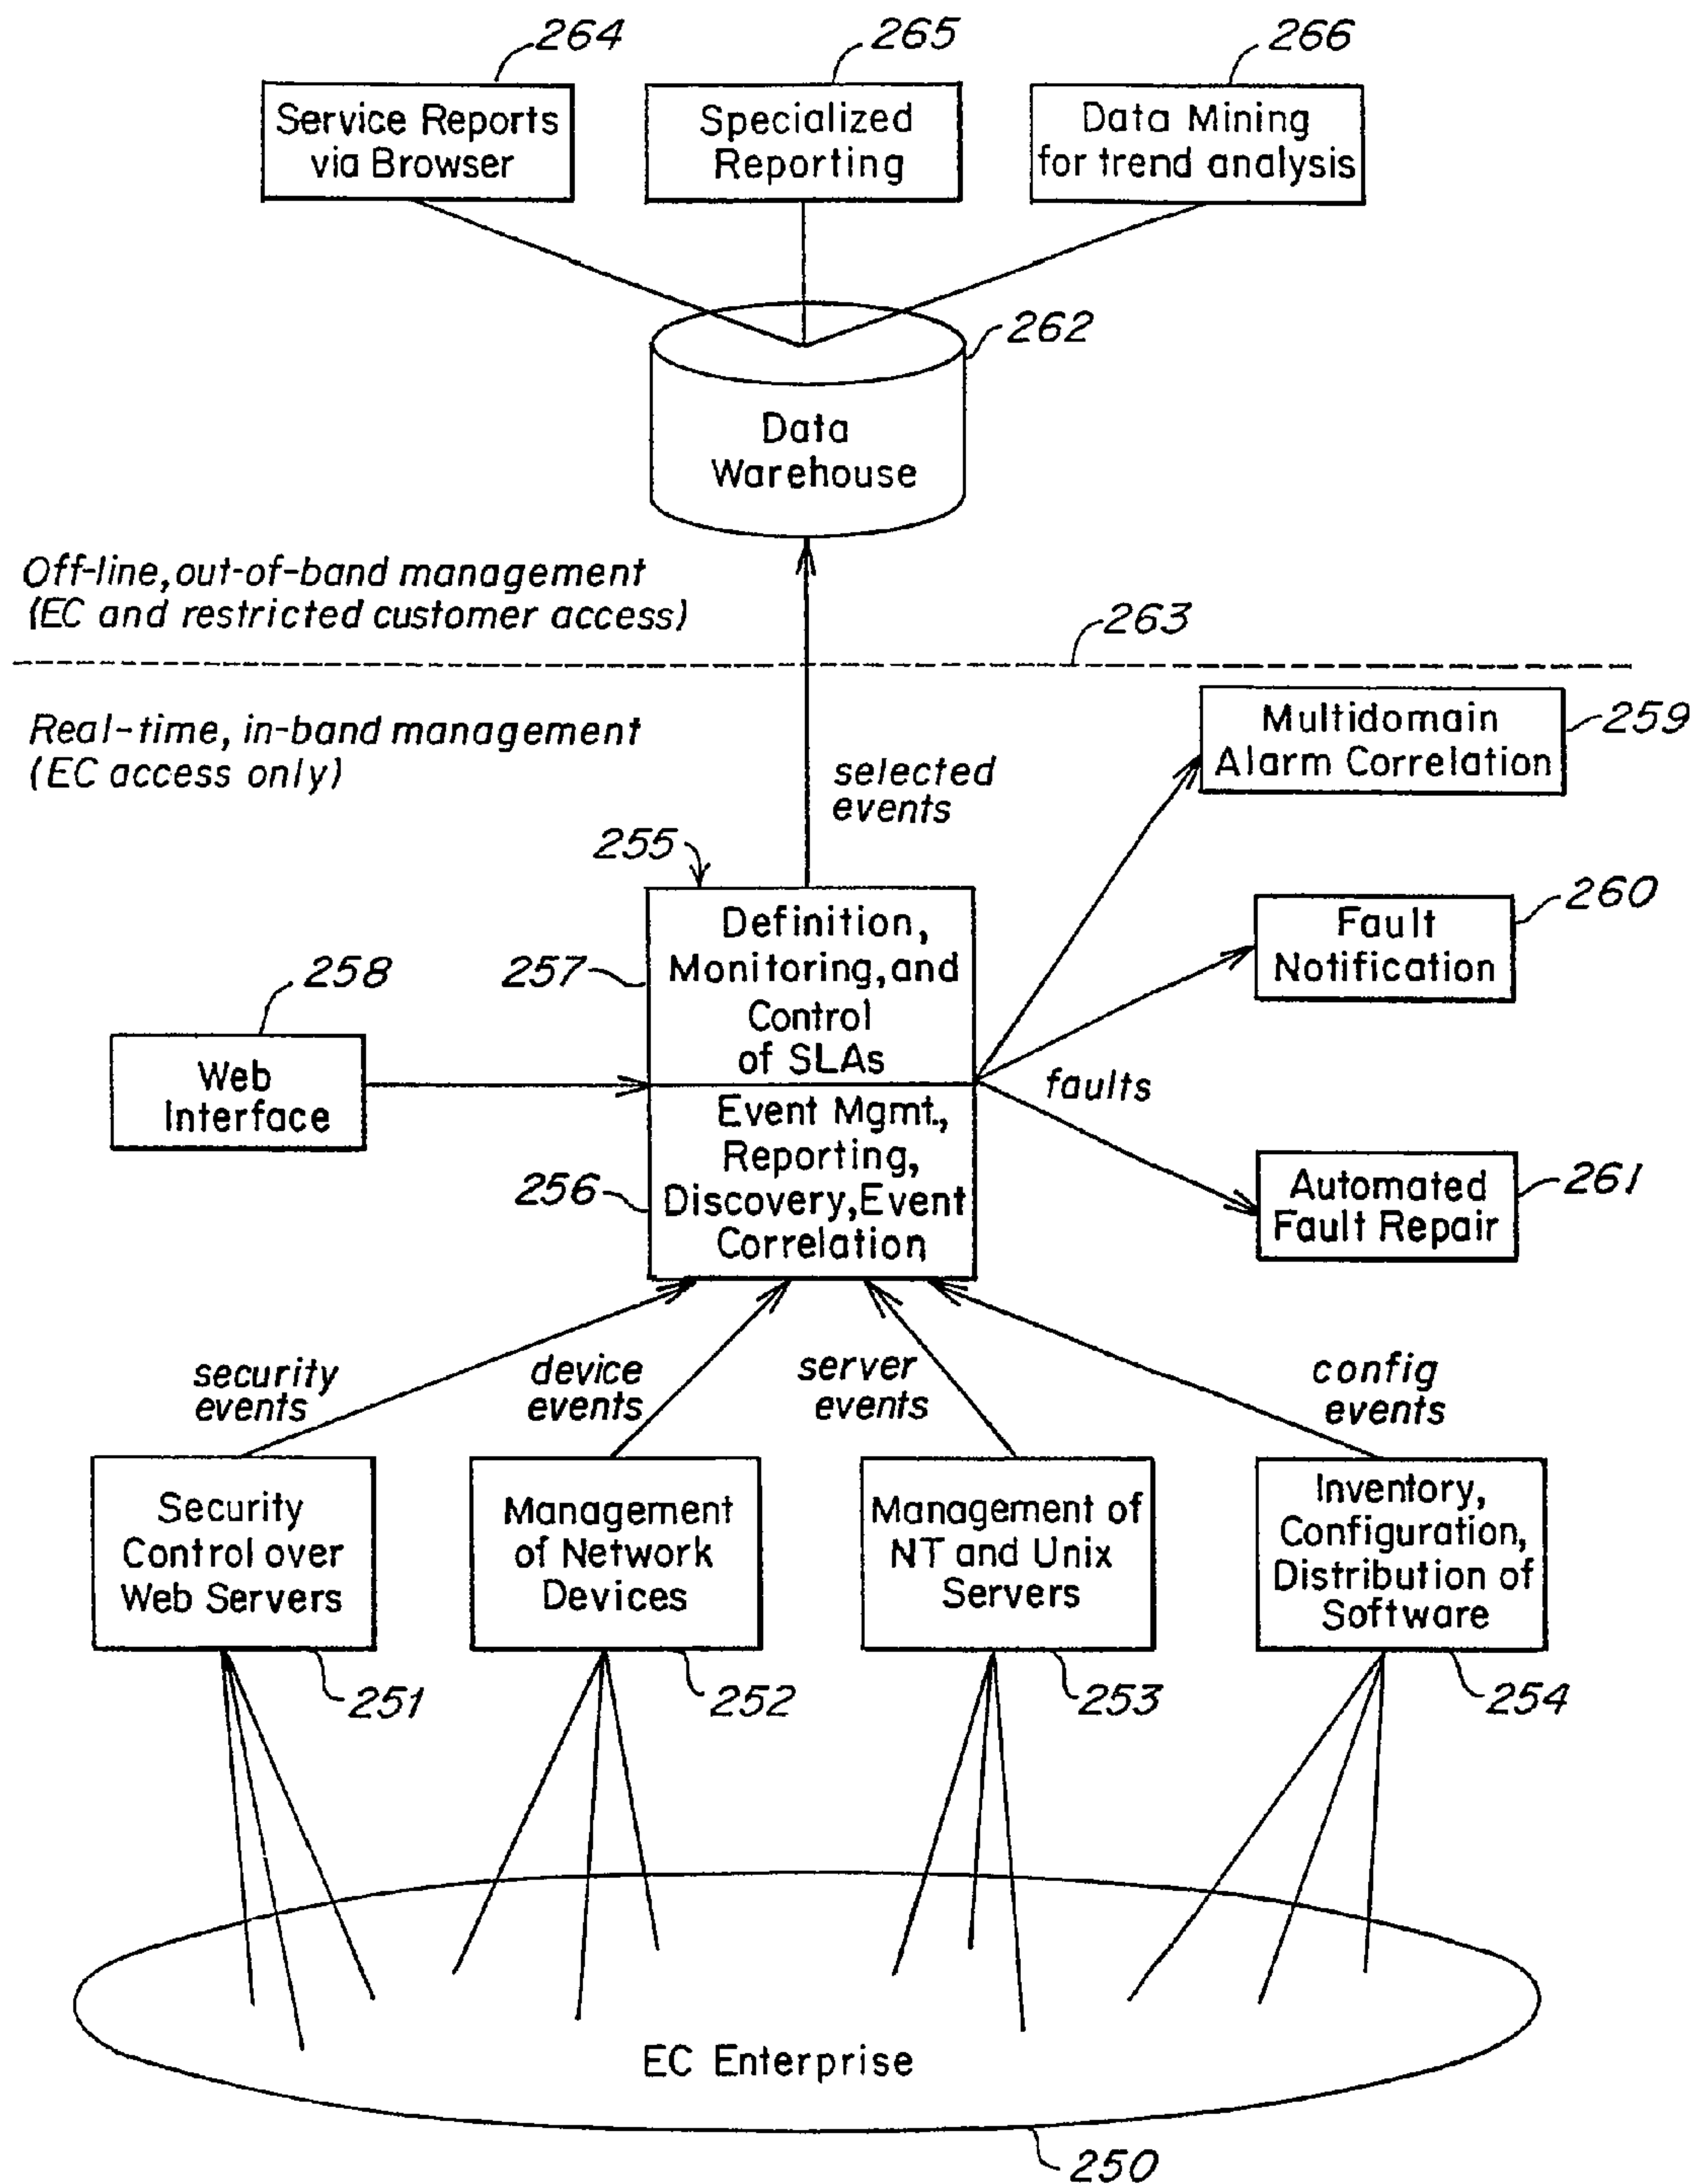 264
265
266
Service Reports
via Browser
Specialized
Reporting
Data Mining
for trend analysis
262
Data
Warehouse
Off-line, out-of-band management
(EC and restricted customer access)
263
Real-time, in-band management
(EC access only)
selected
events
Multidomain
Alarm Correlation
259
255
Definition,
Monitoring, and
Control
of SLAs
257
Fault
Notification
260
258
Web
Interface
faults
Event Mgmt.,
Reporting,
Discovery, Event
Correlation
256
Automated
Fault Repair
261
security
events
device
events
server
events
config
events
Security
Control over
Web Servers
Management
of Network
Devices
Management of
NT and Unix
Servers
Inventory,
Configuration,
Distribution of
Software
251
252
253
254
EC Enterprise
250